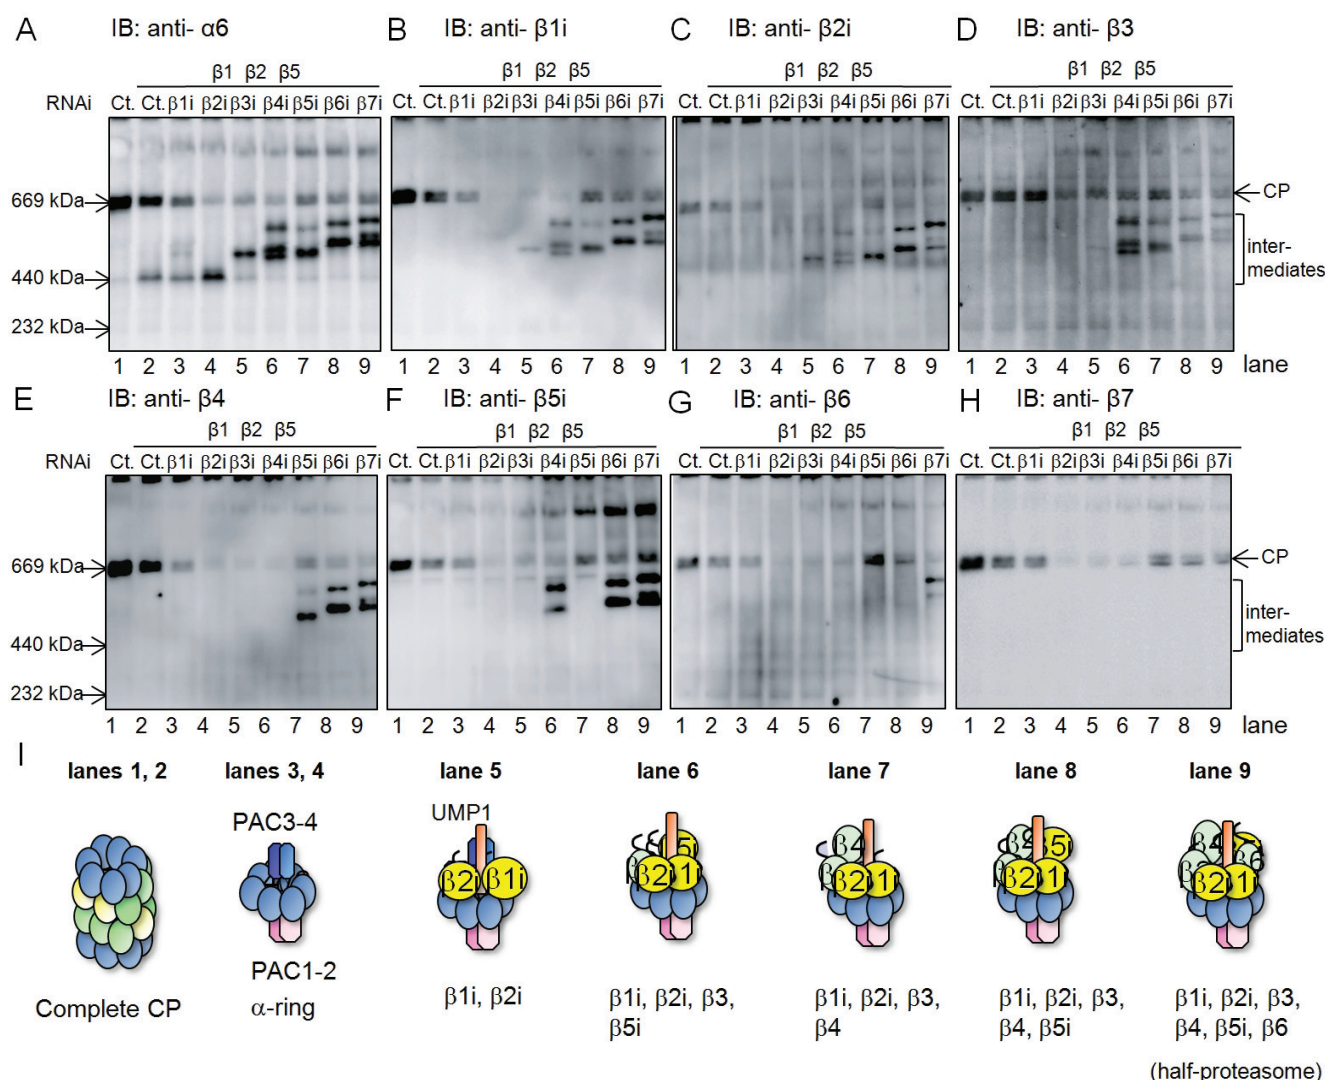 A IB: anti- α6 B IB: anti- β1i C IB: anti- β2i D IB: anti- β3
β1 β2 β5 β1 β2 β5 β1 β2 β5 β1 β2 β5
RNAi Ct. Ct. β1i β2i β3i β4i β5i β6i β7i Ct. Ct. β1i β2i β3i β4i β5i β6i β7i Ct. Ct. β1i β2i β3i β4i β5i β6i β7i Ct. Ct. β1i β2i β3i β4i β5i β6i β7i
669 kDa CP
inter-
mediates
440 kDa
232 kDa
1 2 3 4 5 6 7 8 9 1 2 3 4 5 6 7 8 9 1 2 3 4 5 6 7 8 9 1 2 3 4 5 6 7 8 9 lane
E IB: anti- β4 F IB: anti- β5i G IB: anti- β6 H IB: anti- β7
β1 β2 β5 β1 β2 β5 β1 β2 β5 β1 β2 β5
RNAi Ct. Ct. β1i β2i β3i β4i β5i β6i β7i Ct. Ct. β1i β2i β3i β4i β5i β6i β7i Ct. Ct. β1i β2i β3i β4i β5i β6i β7i Ct. Ct. β1i β2i β3i β4i β5i β6i β7i
669 kDa CP
inter-
mediates
440 kDa
232 kDa
1 2 3 4 5 6 7 8 9 1 2 3 4 5 6 7 8 9 1 2 3 4 5 6 7 8 9 1 2 3 4 5 6 7 8 9 lane
I
lanes 1, 2 lanes 3, 4 lane 5 lane 6 lane 7 lane 8 lane 9
UMP1
PAC3-4
β4
β2i β1i
PAC1-2
Complete CP α-ring
β1i, β2i
β1i, β2i, β3,
β5i
β1i, β2i, β3,
β4
β1i, β2i, β3,
β4, β5i
β1i, β2i, β3,
β4, β5i, β6
(half-proteasome)